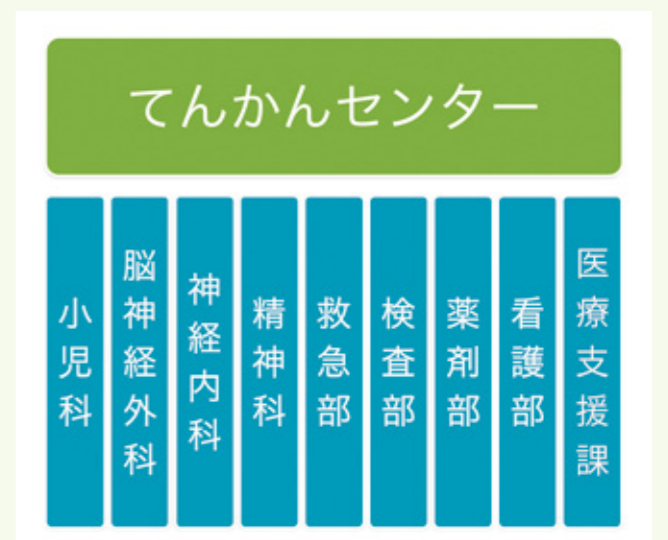 てんかんセンター
小児科
脳神経外科
神経内科
精神科
救急部
検査部
薬剤部
看護部
医療支援課